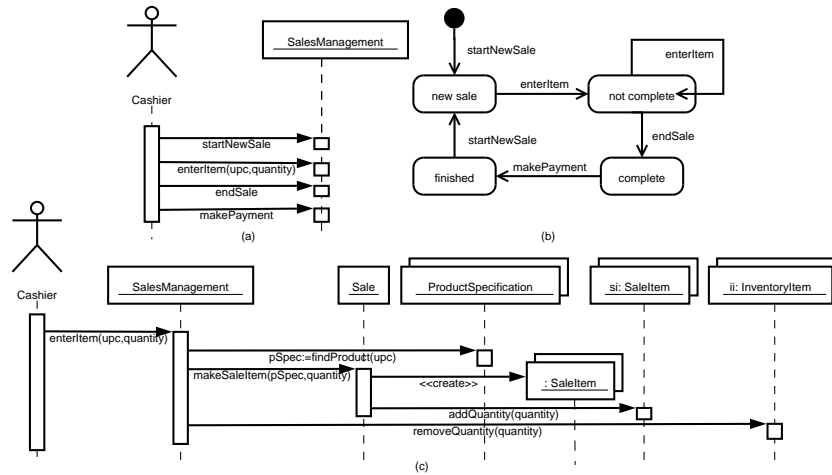 SalesManagement
Cashier
startNewSale
enterItem(upc,quantity)
endSale
makePayment
(a)
startNewSale
new sale
enterItem
not complete
enterItem
startNewSale
endSale
finished
makePayment
complete
(b)
Cashier
SalesManagement
Sale
ProductSpecification
si: SaleItem
ii: InventoryItem
enterItem(upc,quantity)
pSpec:=findProduct(upc)
makeSaleItem(pSpec,quantity)
<<create>>
: SaleItem
addQuantity(quantity)
removeQuantity(quantity)
(c)